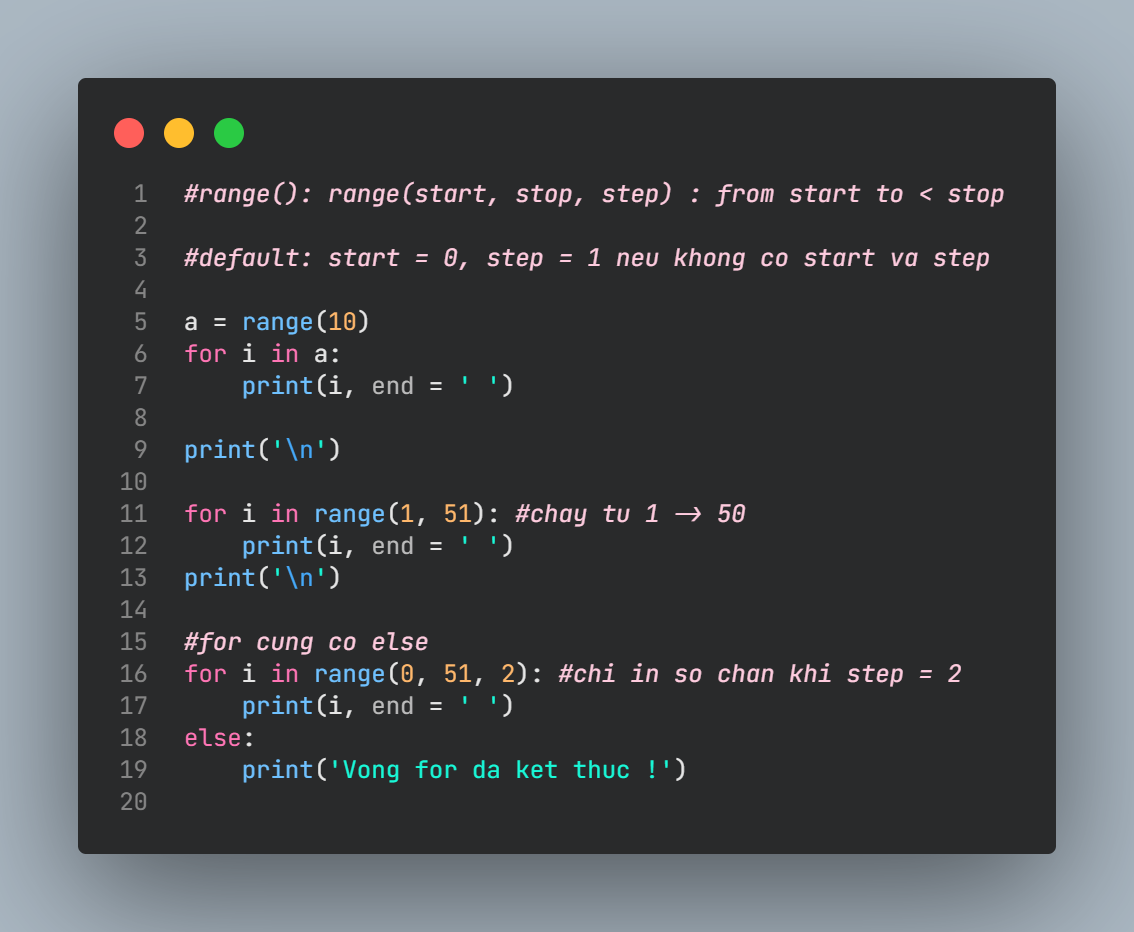 1 #range(): range(start, stop, step) : from start to < stop
2
3 #default: start = 0, step = 1 neu khong co start va step
4
5 a = range(10)
6 for i in a:
7     print(i, end = ' ')
8
9 print('\n')
10
11 for i in range(1, 51): #chay tu 1 -> 50
12     print(i, end = ' ')
13 print('\n')
14
15 #for cung co else
16 for i in range(0, 51, 2): #chi in so chan khi step = 2
17     print(i, end = ' ')
18 else:
19     print('Vong for da ket thuc !')
20